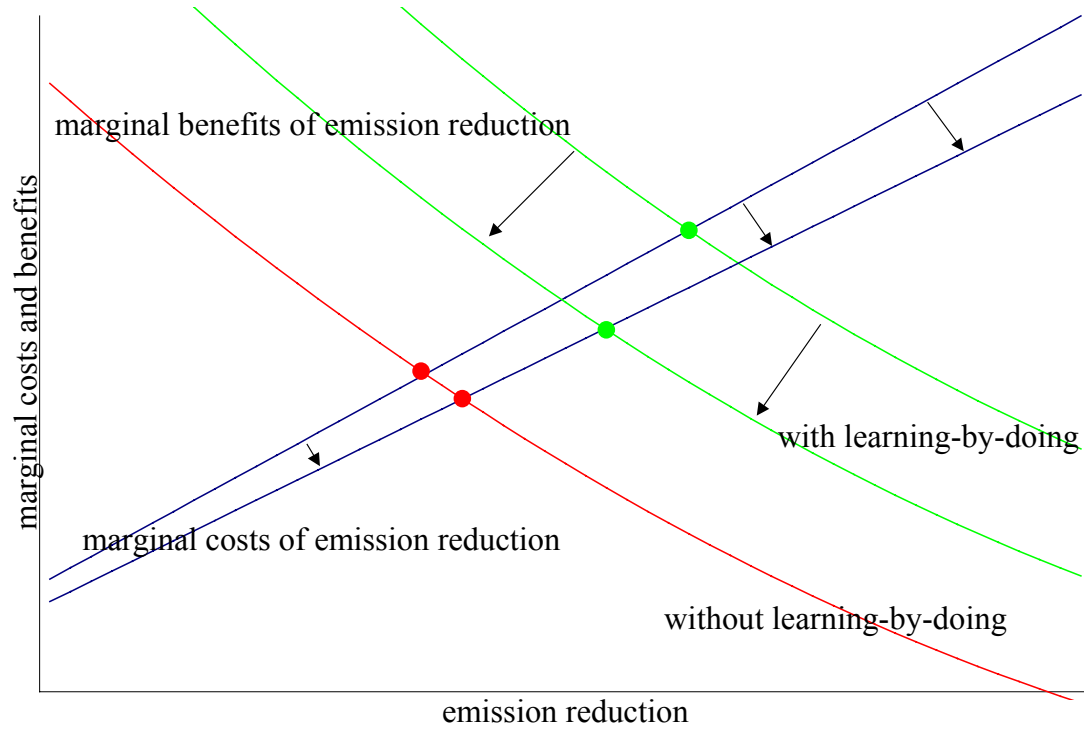 marginal benefits of emission reduction
marginal costs and benefits
with learning-by-doing
marginal costs of emission reduction
without learning-by-doing
emission reduction